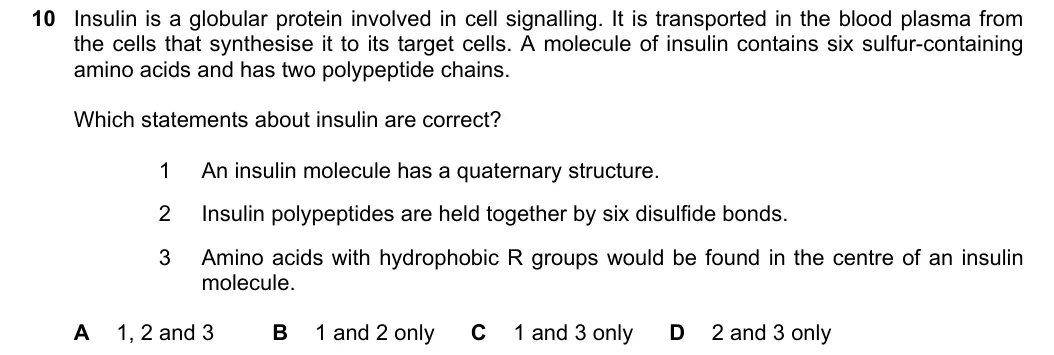 10 Insulin is a globular protein involved in cell signalling. It is transported in the blood plasma from
the cells that synthesise it to its target cells. A molecule of insulin contains six sulfur-containing
amino acids and has two polypeptide chains.
Which statements about insulin are correct?
1 An insulin molecule has a quaternary structure.
2 Insulin polypeptides are held together by six disulfide bonds.
3 Amino acids with hydrophobic R groups would be found in the centre of an insulin
molecule.
A 1, 2 and 3 B 1 and 2 only C 1 and 3 only D 2 and 3 only